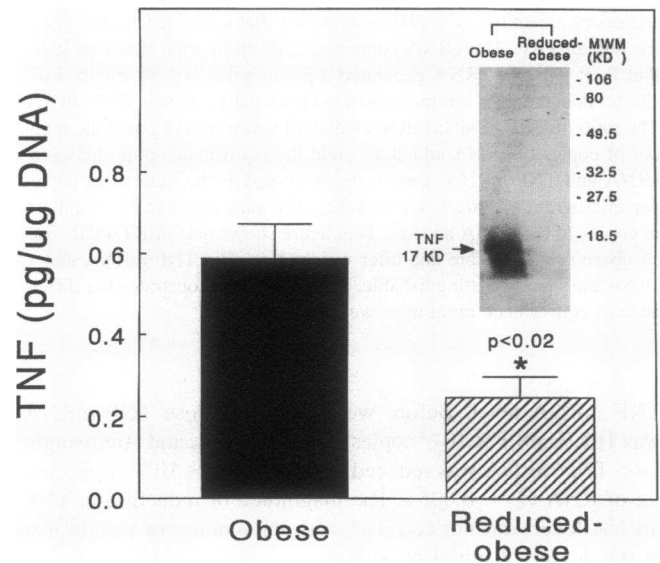 Obese
Reduced-
Obese
MWM
(KD )
106
80
49.5
32.5
27.5
18.5
TNF
17 KD
TNF (pg/ug DNA)
0.8
0.6
0.4
0.2
0.0
p<0.02
*
Obese
Reduced-
obese